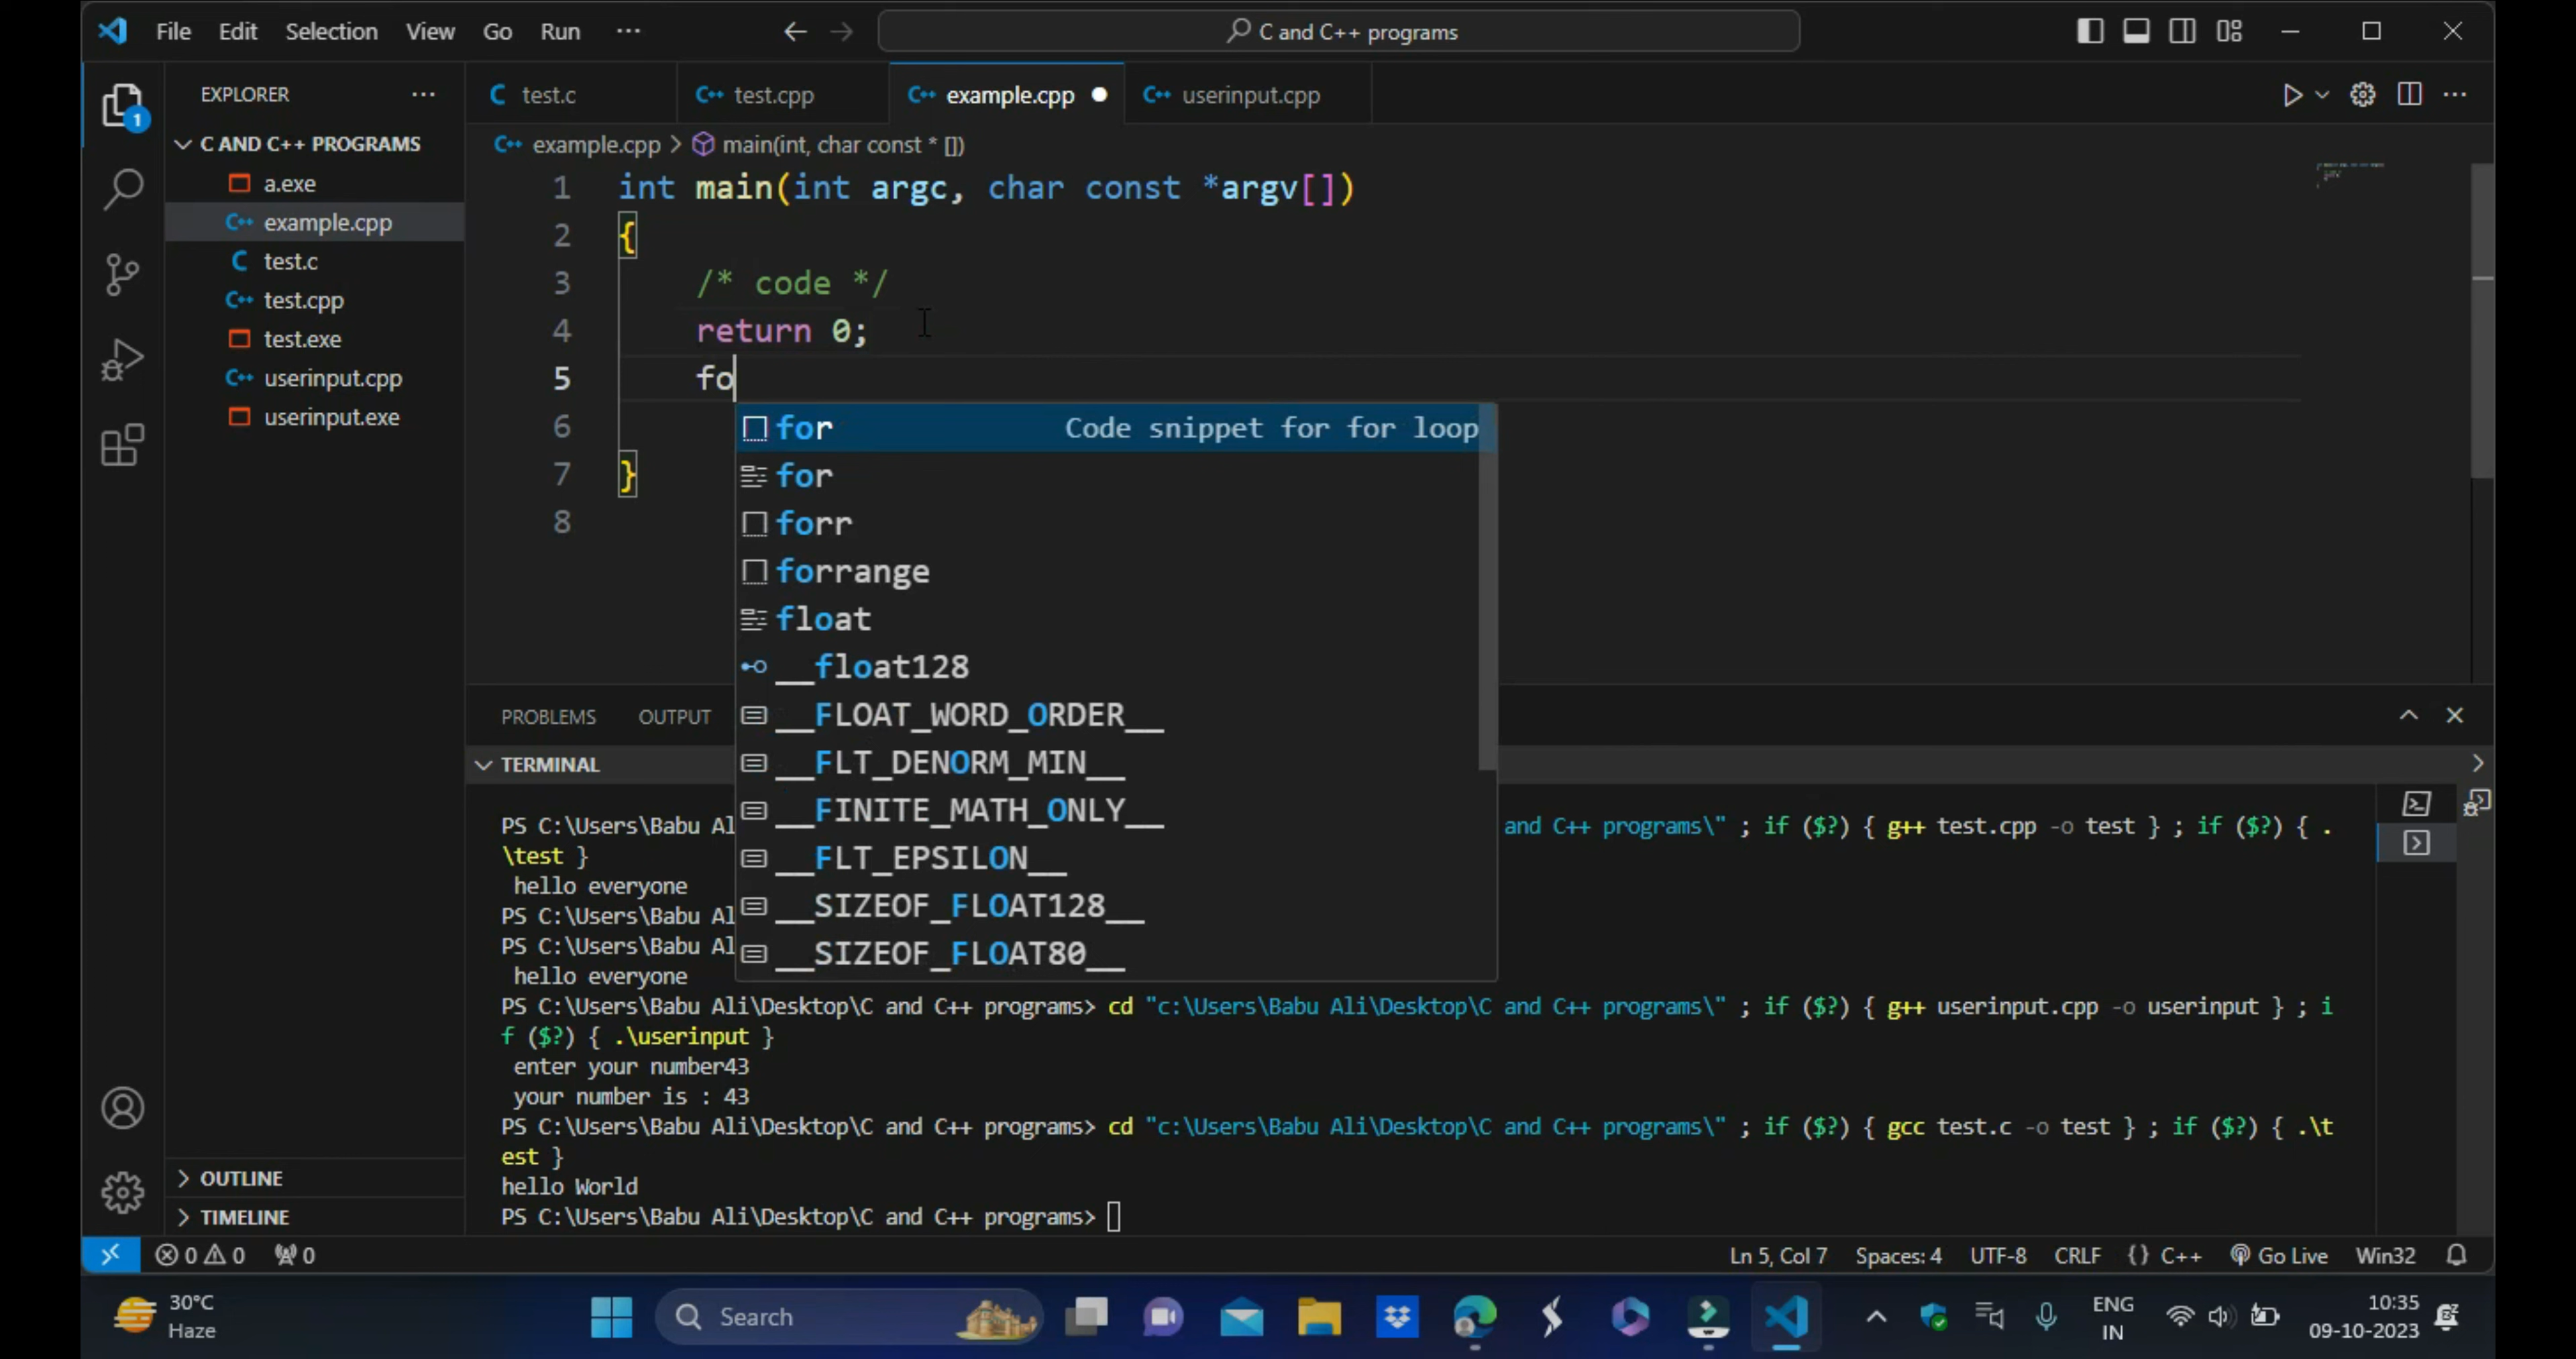 File Edit Selection View Go Run ··· C and C++ programs
EXPLORER ···
C AND C++ PROGRAMS
a.exe
example.cpp
test.c
test.cpp
test.exe
userinput.cpp
userinput.exe
OUTLINE
TIMELINE
test.c test.cpp example.cpp userinput.cpp
example.cpp > main(int, char const * [])
1 int main(int argc, char const *argv[])
2 {
3 /* code */
4 return 0;
5 fo
6
7 }
8
for Code snippet for for loop
for
forr
forrange
float
__float128
__FLOAT_WORD_ORDER__
__FLT_DENORM_MIN__
__FINITE_MATH_ONLY__
__FLT_EPSILON__
__SIZEOF_FLOAT128__
__SIZEOF_FLOAT80__
PROBLEMS OUTPUT
TERMINAL
PS C:\Users\Babu Al and C++ programs\" ; if ($?) { g++ test.cpp -o test } ; if ($?) { .
\test }
hello everyone
PS C:\Users\Babu Al
PS C:\Users\Babu Al
hello everyone
PS C:\Users\Babu Ali\Desktop\C and C++ programs> cd "c:\Users\Babu Ali\Desktop\C and C++ programs\" ; if ($?) { g++ userinput.cpp -o userinput } ; i
f ($?) { .\userinput }
enter your number43
your number is : 43
PS C:\Users\Babu Ali\Desktop\C and C++ programs> cd "c:\Users\Babu Ali\Desktop\C and C++ programs\" ; if ($?) { gcc test.c -o test } ; if ($?) { .\t
est }
hello World
PS C:\Users\Babu Ali\Desktop\C and C++ programs>
0 0 0 Ln 5, Col 7 Spaces: 4 UTF-8 CRLF {} C++ Go Live Win32
30°C
Haze
Search
ENG
IN
10:35
09-10-2023